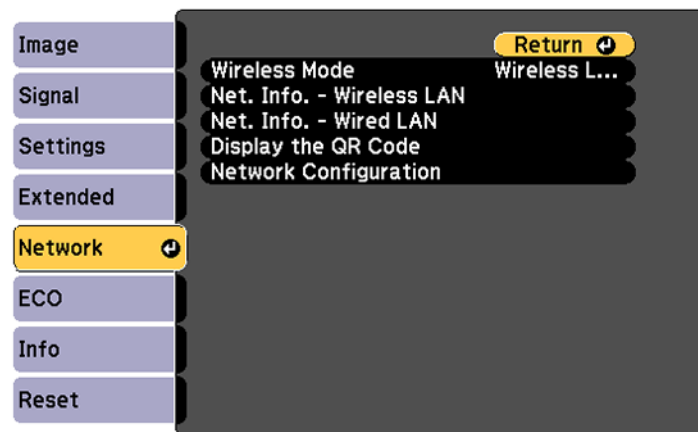 Image
Signal
Settings
Extended
Network
ECO
Info
Reset
Return
Wireless Mode Wireless L...
Net. Info. - Wireless LAN
Net. Info. - Wired LAN
Display the QR Code
Network Configuration